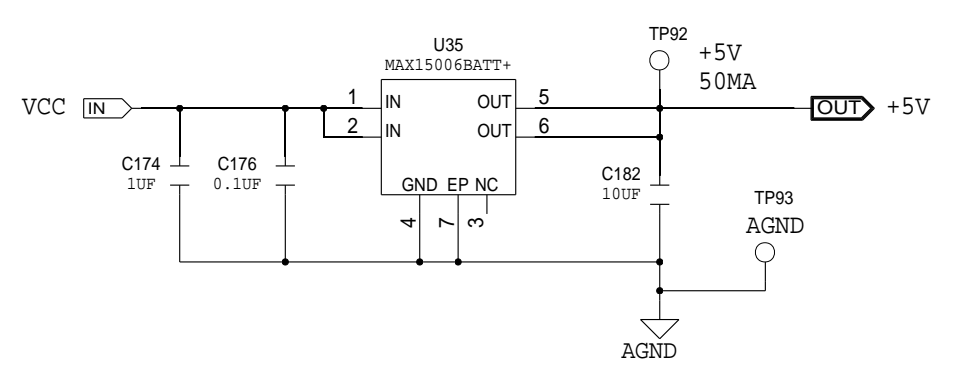 TP92
+5V
50MA
U35
MAX15006BATT+
VCC IN
1 IN OUT 5
2 IN OUT 6
OUT +5V
C174
1UF
C176
0.1UF
GND EP NC
4 7 3
C182
10UF
TP93
AGND
AGND